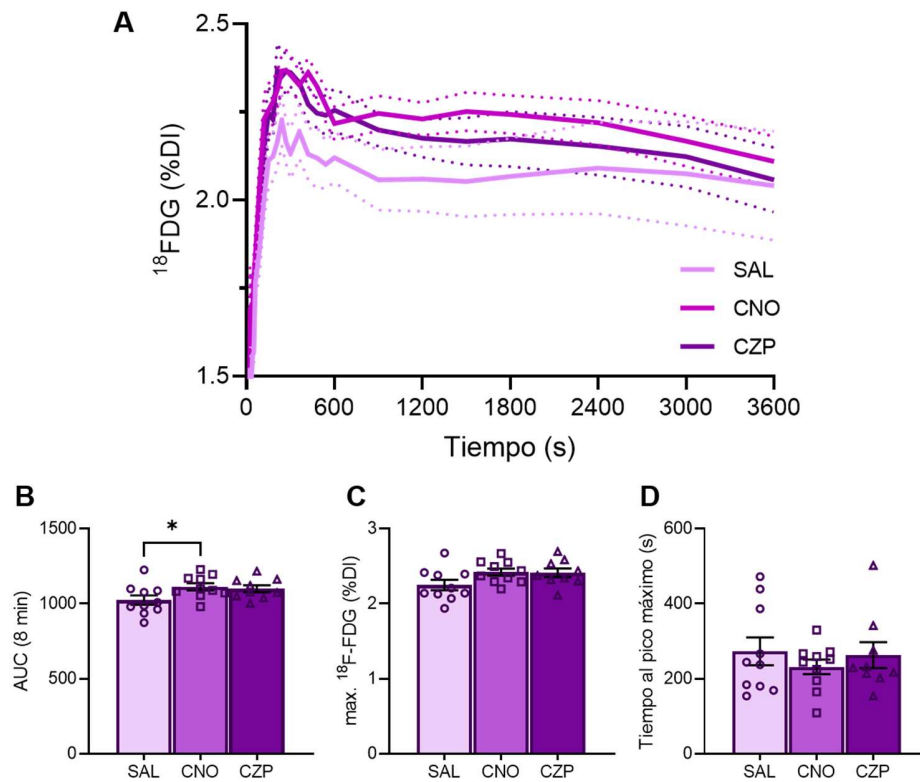 A
2.5
2.0
1.5
¹⁸FDG (%DI)
SAL
CNO
CZP
0 600 1200 1800 2400 3000 3600
Tiempo (s)
B
1500
*
1000
500
0
AUC (8 min)
SAL CNO CZP
C
3
2
1
0
max. ¹⁸F-FDG (%DI)
SAL CNO CZP
D
600
400
200
0
Tiempo al pico máximo (s)
SAL CNO CZP